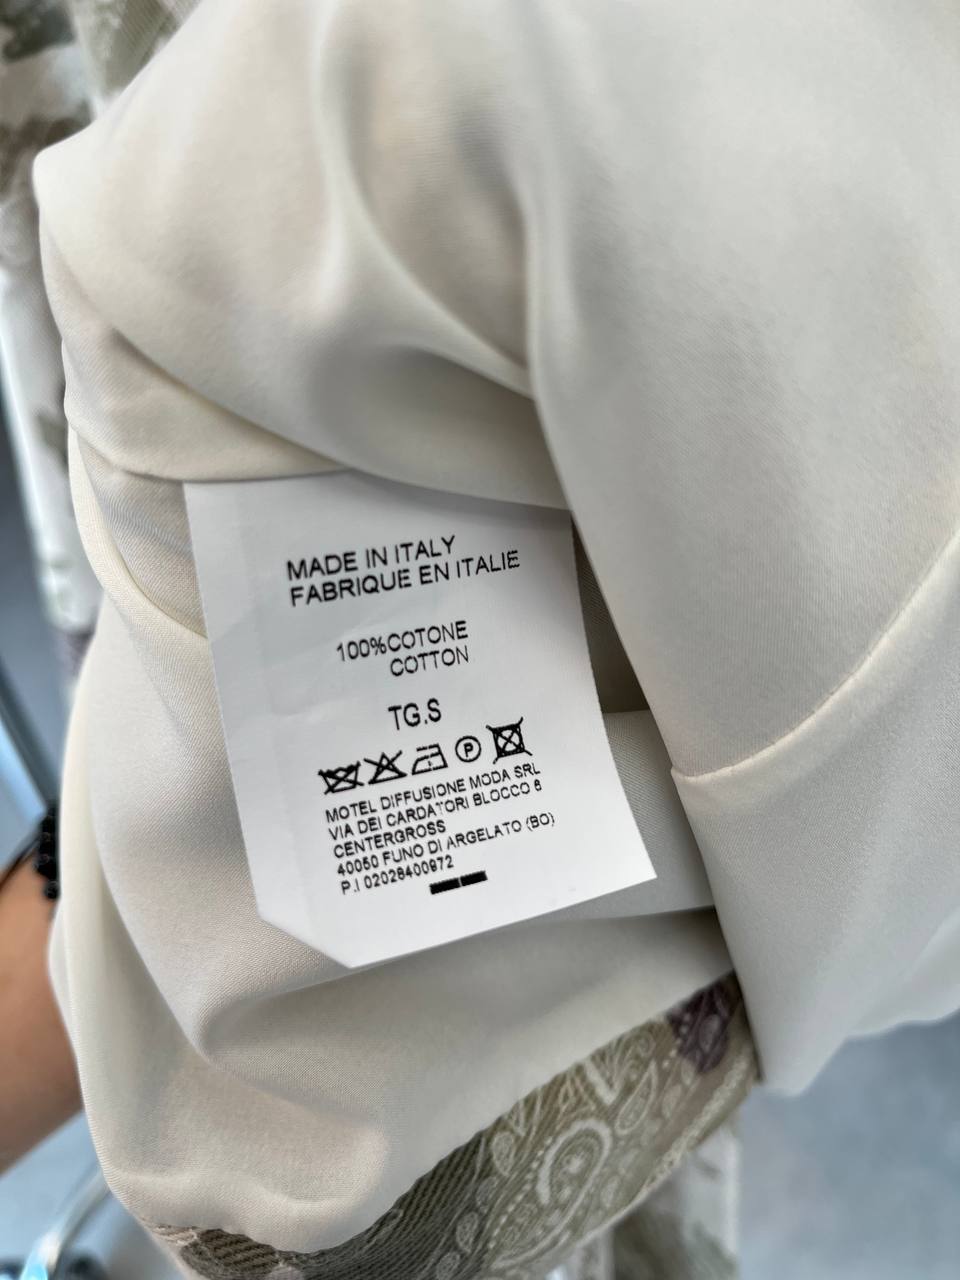 MADE IN ITALY
FABRIQUE EN ITALIE
100%COTONE
COTTON
TG.S
P
MOTEL DIFFUSIONE MODA SRL
VIA DEI CARDATORI BLOCCO 6
CENTERGROSS
40050 FUNO DI ARGELATO (BO)
P.I 02028400972